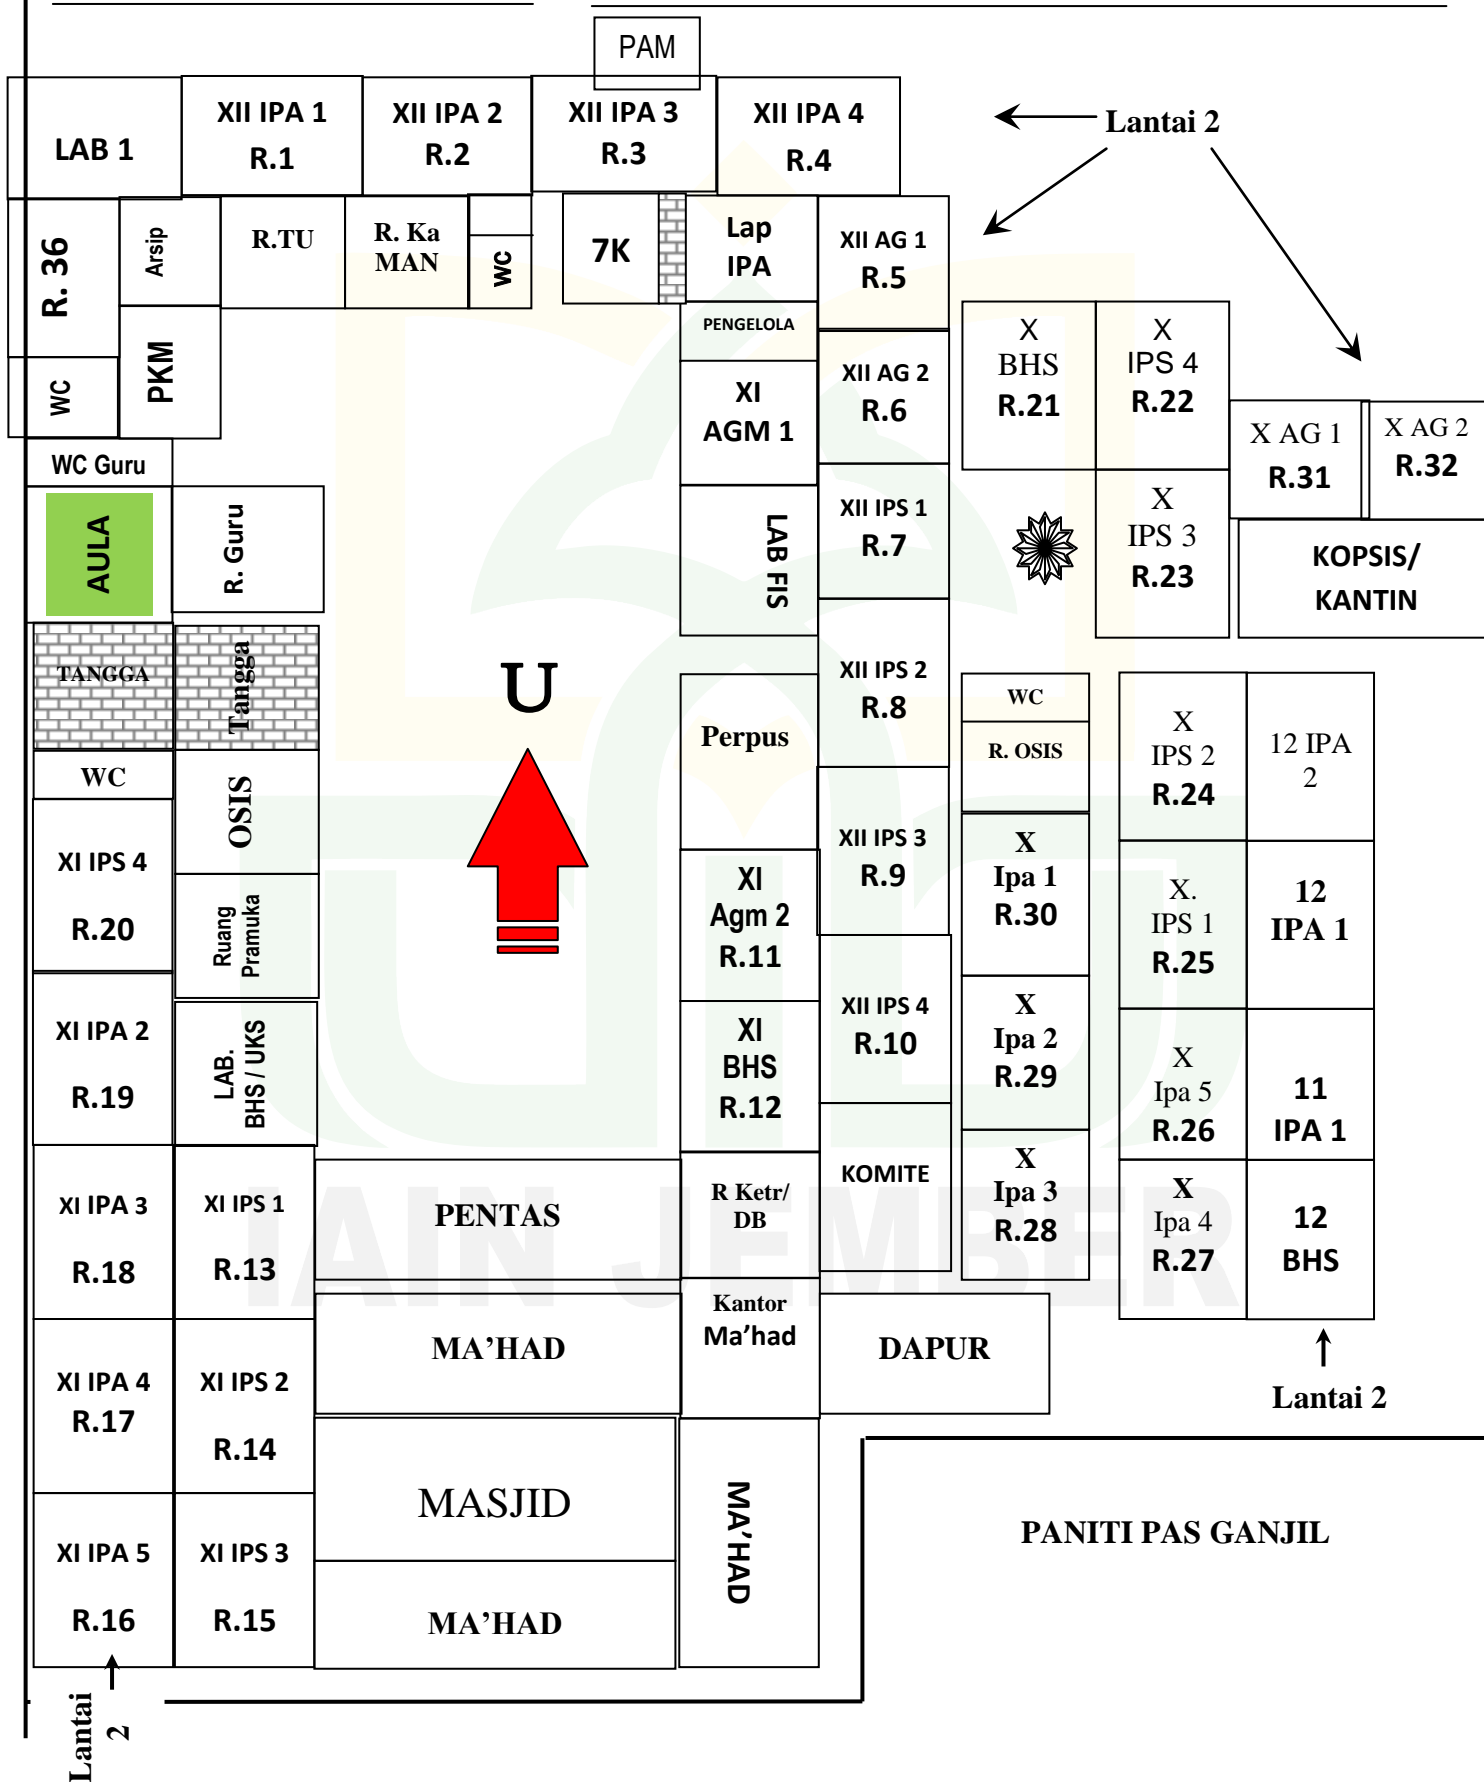 PAM
LAB 1
XII IPA 1
R.1
XII IPA 2
R.2
XII IPA 3
R.3
XII IPA 4
R.4
Lantai 2
R. 36
Arsip
R.TU
R. Ka
MAN
WC
7K
Lap
IPA
XII AG 1
R.5
PKM
WC
PENGELOLA
XI
AGM 1
XII AG 2
R.6
X
BHS
R.21
X
IPS 4
R.22
X AG 1
R.31
X AG 2
R.32
WC Guru
AULA
R. Guru
LAB FIS
XII IPS 1
R.7
X
IPS 3
R.23
KOPSIS/
KANTIN
TANGGA
Tangga
U
Perpus
XII IPS 2
R.8
WC
R. OSIS
X
IPS 2
R.24
12 IPA
2
WC
OSIS
XI IPS 4
R.20
Ruang
Pramuka
XI
Agm 2
R.11
XII IPS 3
R.9
X
Ipa 1
R.30
X.
IPS 1
R.25
12
IPA 1
XI IPA 2
R.19
LAB.
BHS / UKS
XI
BHS
R.12
XII IPS 4
R.10
X
Ipa 2
R.29
X
Ipa 5
R.26
11
IPA 1
XI IPA 3
R.18
XI IPS 1
R.13
PENTAS
R Ketr/
DB
KOMITE
X
Ipa 3
R.28
X
Ipa 4
R.27
12
BHS
IAIN JEMBER
XI IPA 4
R.17
XI IPS 2
R.14
MA'HAD
Kantor
Ma'had
DAPUR
Lantai 2
MASJID
MA'HAD
PANITI PAS GANJIL
XI IPA 5
R.16
XI IPS 3
R.15
MA'HAD
Lantai
2